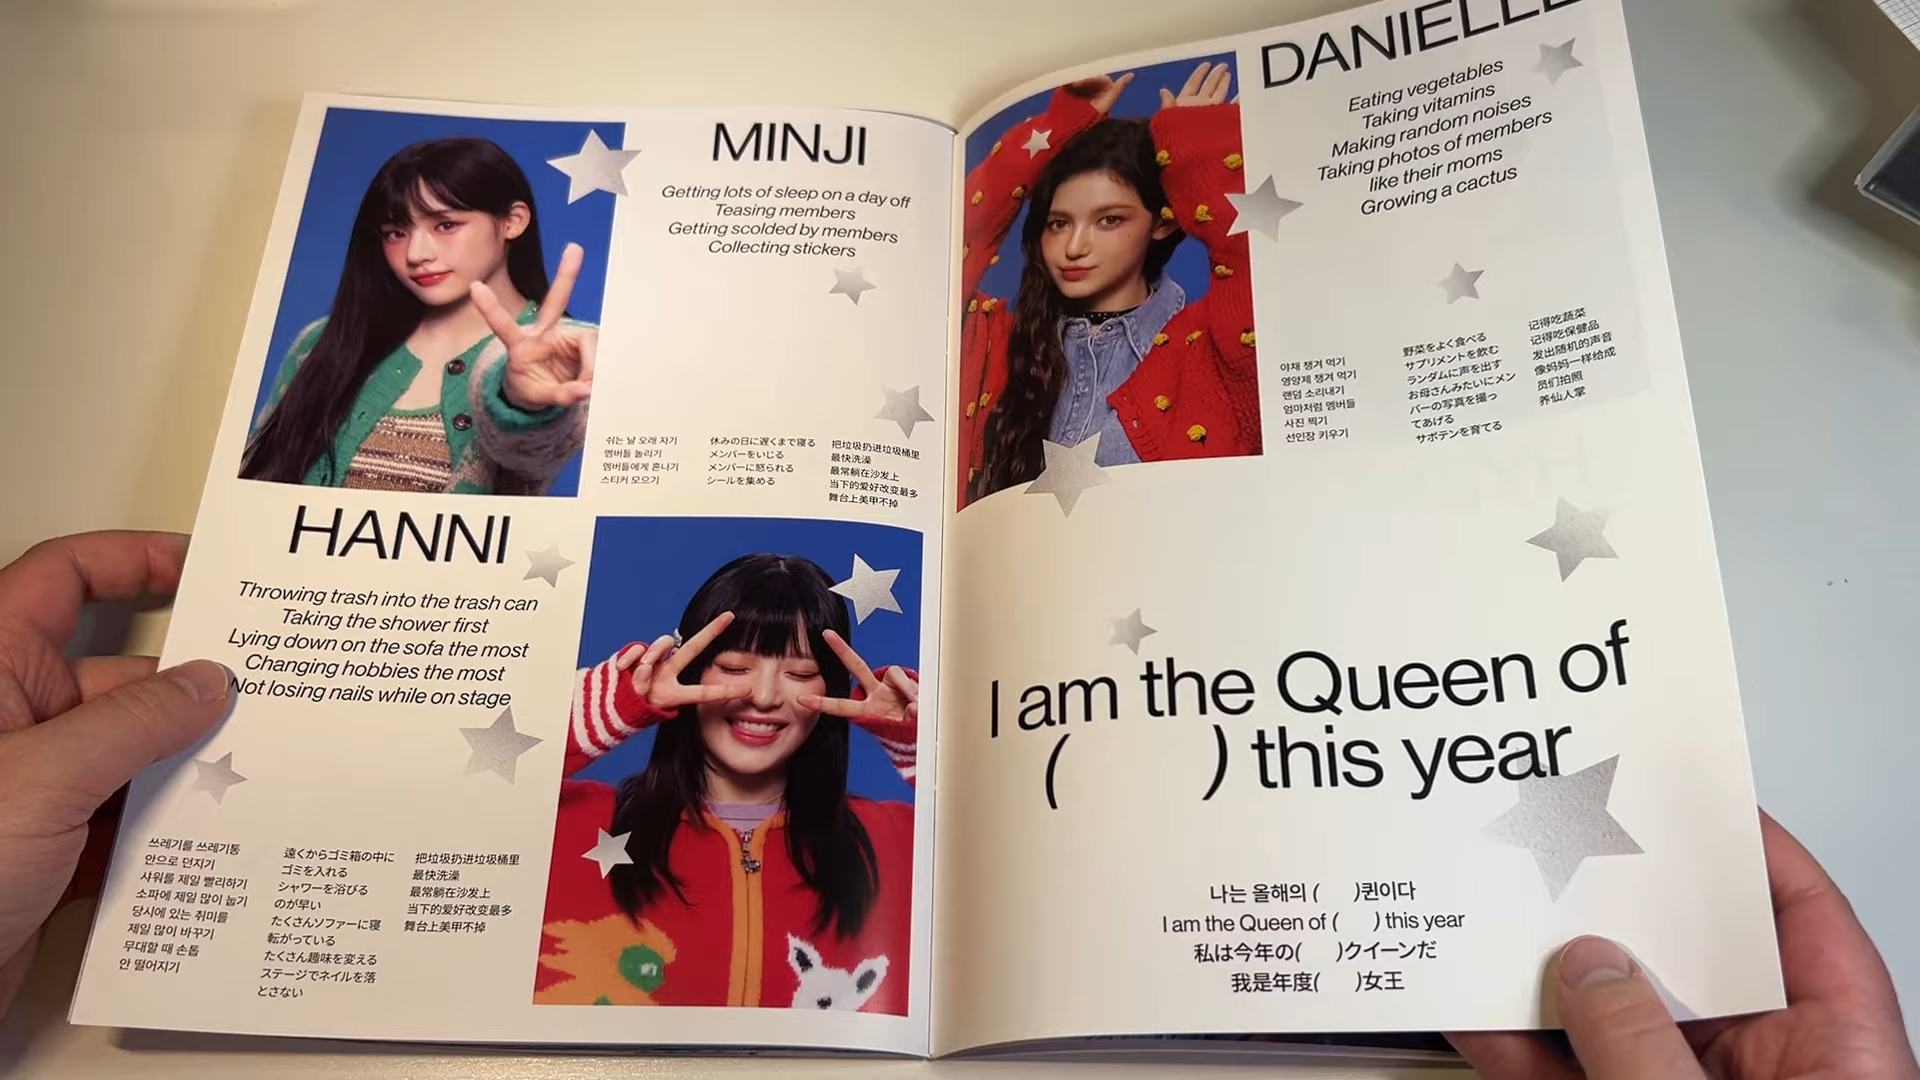 MINJI
Getting lots of sleep on a day off
Teasing members
Getting scolded by members
Collecting stickers
쉬는 날 오래 자기
멤버들 놀리기
멤버들에게 혼나기
스티커 모으기
休みの日に遅くまで寝る
メンバーをいじる
メンバーに怒られる
シールを集める
把垃圾扔进垃圾桶里
最快洗澡
最常躺在沙发上
当下的爱好改变最多
舞台上美甲不掉
HANNI
Throwing trash into the trash can
Taking the shower first
Lying down on the sofa the most
Changing hobbies the most
Not losing nails while on stage
쓰레기를 쓰레기통
안으로 던지기
샤워를 제일 빨리하기
소파에 제일 많이 눕기
당시에 있는 취미를
제일 많이 바꾸기
무대할 때 손톱
안 떨어지기
遠くからゴミ箱の中に
ゴミを入れる
シャワーを浴びる
のが早い
たくさんソファーに寝
転がっている
たくさん趣味を変える
ステージでネイルを落
とさない
把垃圾扔进垃圾桶里
最快洗澡
最常躺在沙发上
当下的爱好改变最多
舞台上美甲不掉
DANIELLE
Eating vegetables
Taking vitamins
Making random noises
Taking photos of members
like their moms
Growing a cactus
야채 챙겨 먹기
영양제 챙겨 먹기
랜덤 소리내기
엄마처럼 멤버들
사진 찍기
선인장 키우기
野菜をよく食べる
サプリメントを飲む
ランダムに声を出す
お母さんみたいにメン
バーの写真を撮っ
てあげる
サボテンを育てる
记得吃蔬菜
记得吃保健品
发出随机的声音
像妈妈一样给成
员们拍照
养仙人掌
I am the Queen of
( ) this year
나는 올해의 ( )퀸이다
I am the Queen of ( ) this year
私は今年の( )クイーンだ
我是年度( )女王